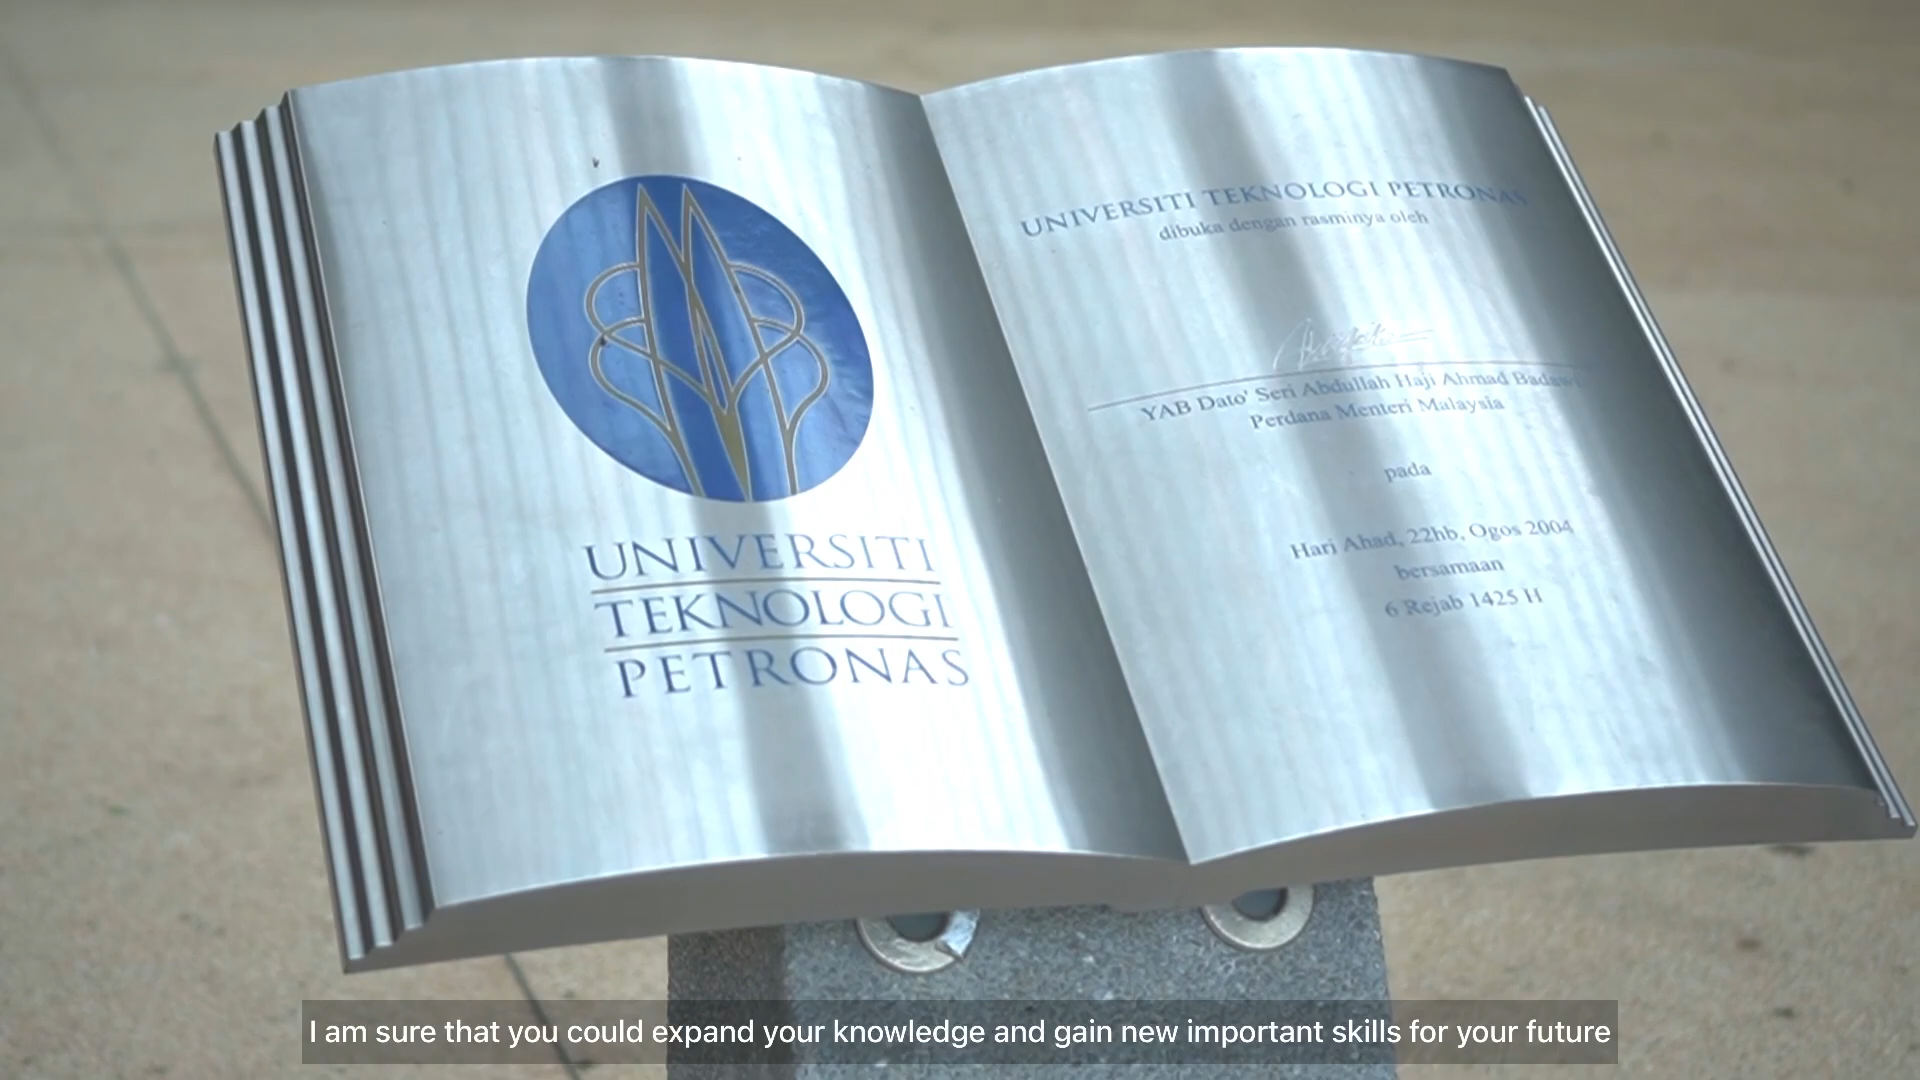 UNIVERSITI
TEKNOLOGI
PETRONAS
UNIVERSITI TEKNOLOGI PETRONAS
dibuka dengan rasminya oleh
YAB Dato' Seri Abdullah Haji Ahmad Badawi
Perdana Menteri Malaysia
pada
Hari Ahad, 22hb, Ogos 2004
bersamaan
6 Rejab 1425 H
I am sure that you could expand your knowledge and gain new important skills for your future